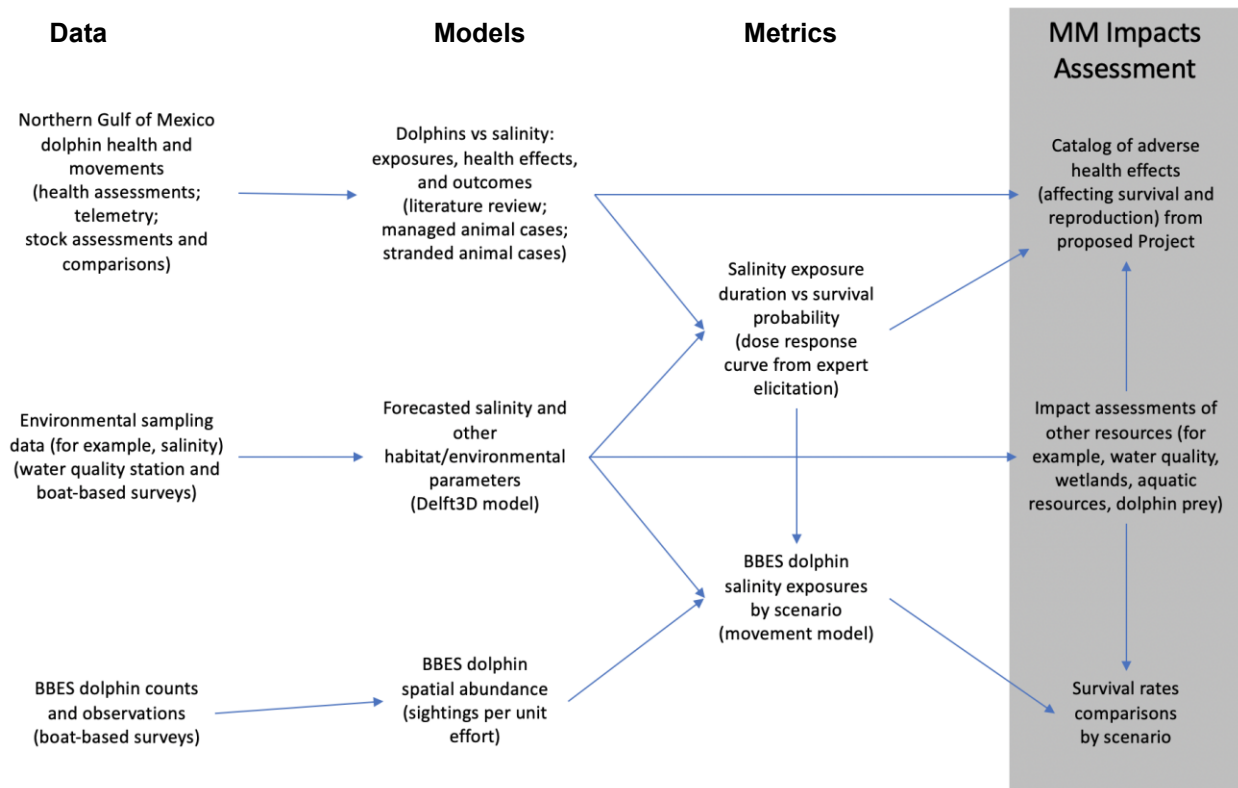 Data
Models
Metrics
MM Impacts
Assessment
Northern Gulf of Mexico
dolphin health and
movements
(health assessments;
telemetry;
stock assessments and
comparisons)
Dolphins vs salinity:
exposures, health effects,
and outcomes
(literature review;
managed animal cases;
stranded animal cases)
Catalog of adverse
health effects
(affecting survival and
reproduction) from
proposed Project
Salinity exposure
duration vs survival
probability
(dose response
curve from expert
elicitation)
Environmental sampling
data (for example, salinity)
(water quality station and
boat-based surveys)
Forecasted salinity and
other
habitat/environmental
parameters
(Delft3D model)
Impact assessments of
other resources (for
example, water quality,
wetlands, aquatic
resources, dolphin prey)
BBES dolphin
salinity exposures
by scenario
(movement model)
BBES dolphin counts
and observations
(boat-based surveys)
BBES dolphin
spatial abundance
(sightings per unit
effort)
Survival rates
comparisons
by scenario